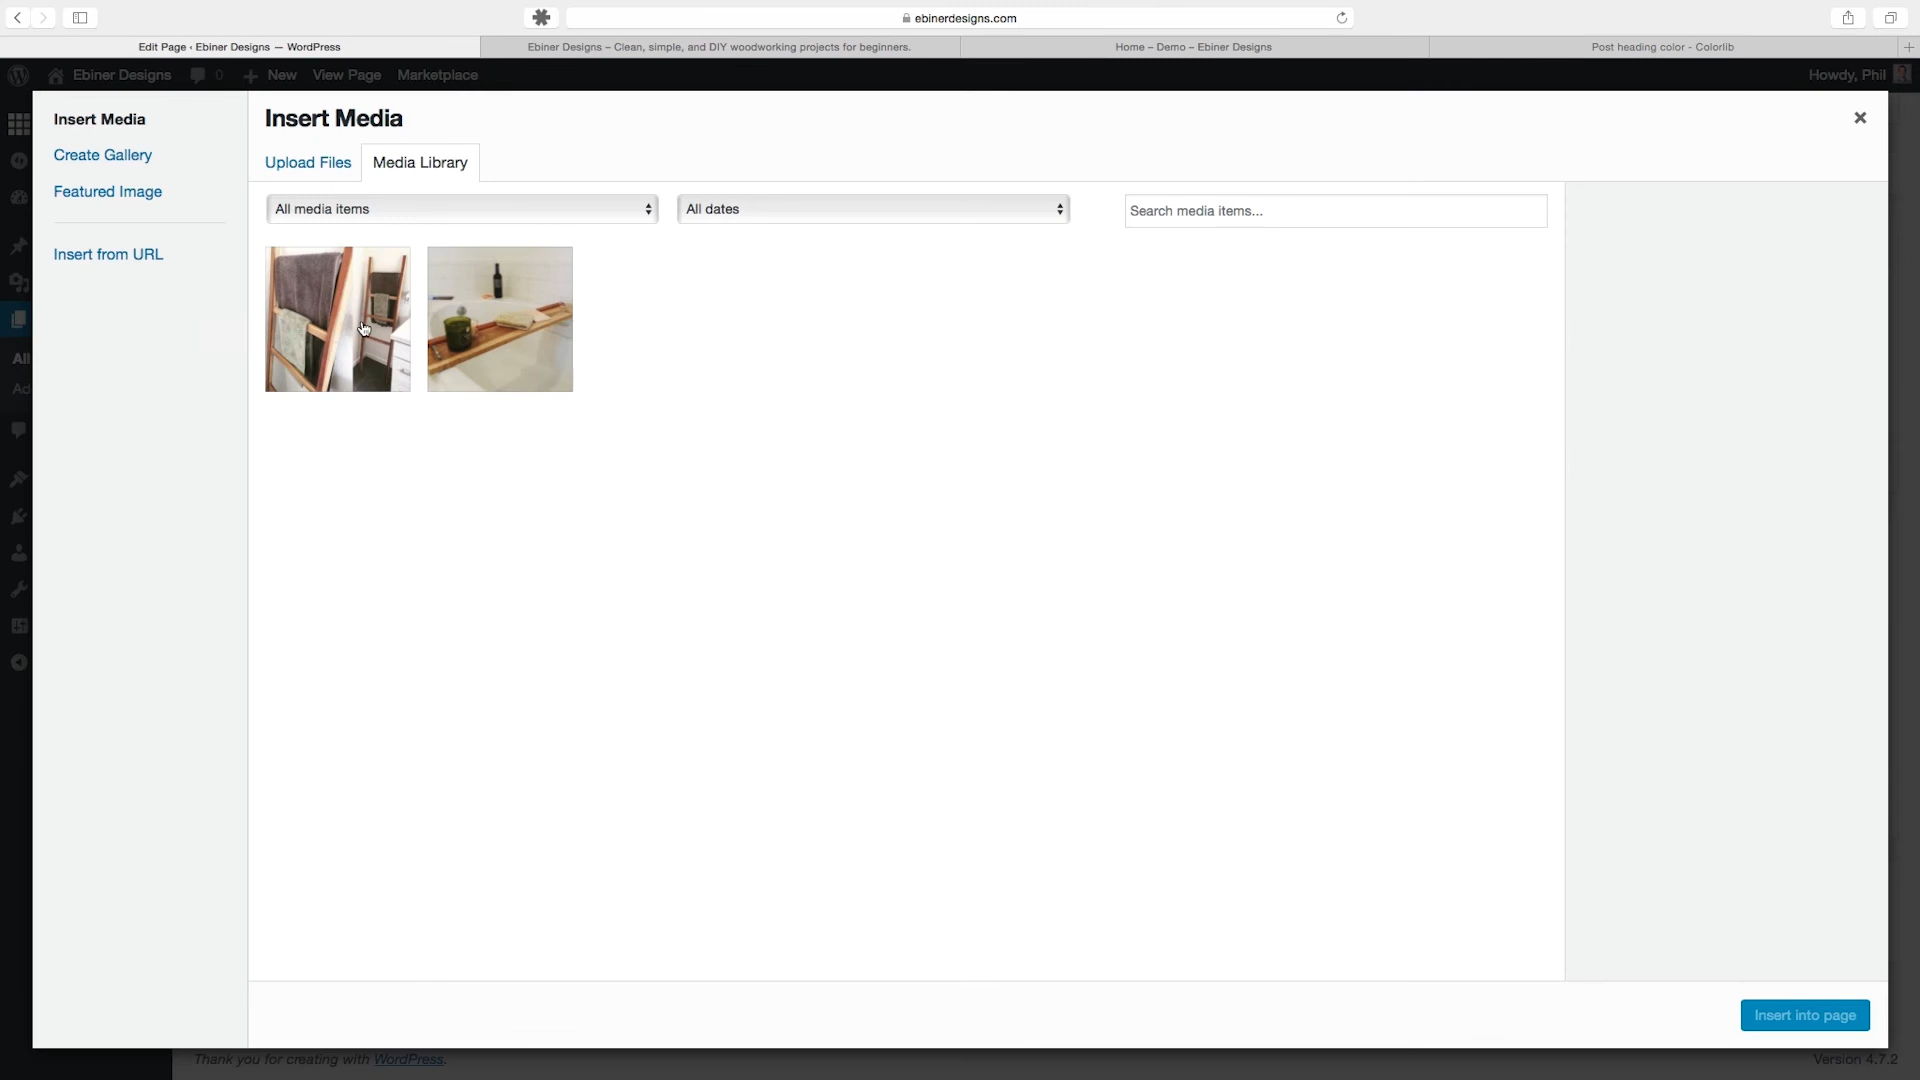 ebinerdesigns.com
Edit Page ‹ Ebiner Designs — WordPress
Ebiner Designs – Clean, simple, and DIY woodworking projects for beginners.
Home – Demo – Ebiner Designs
Post heading color - Colorlib
Ebiner Designs 0 New View Page Marketplace
Howdy, Phil
Insert Media
Create Gallery
Featured Image
Insert from URL
Insert Media
Upload Files Media Library
All media items
All dates
Search media items...
All
Ad
Insert into page
Thank you for creating with WordPress.
Version 4.7.2